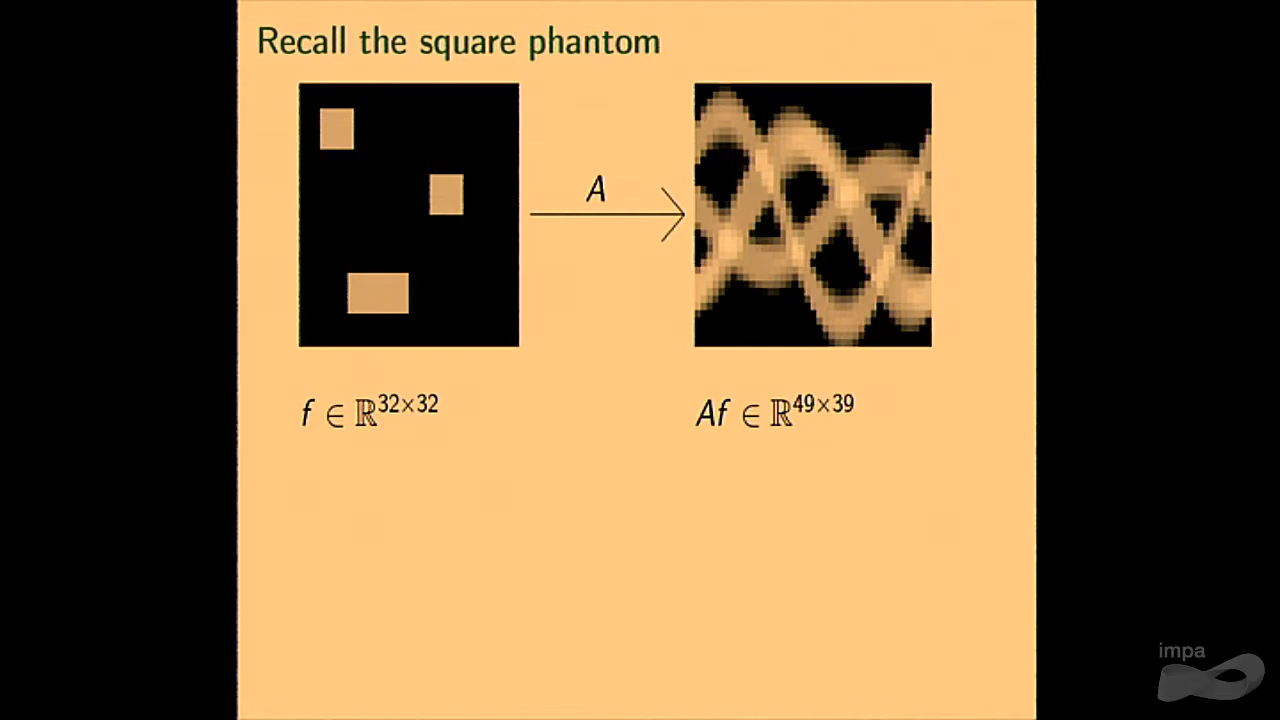 Recall the square phantom
A
f ∈ ℝ^{32×32}
Af ∈ ℝ^{49×39}
impa